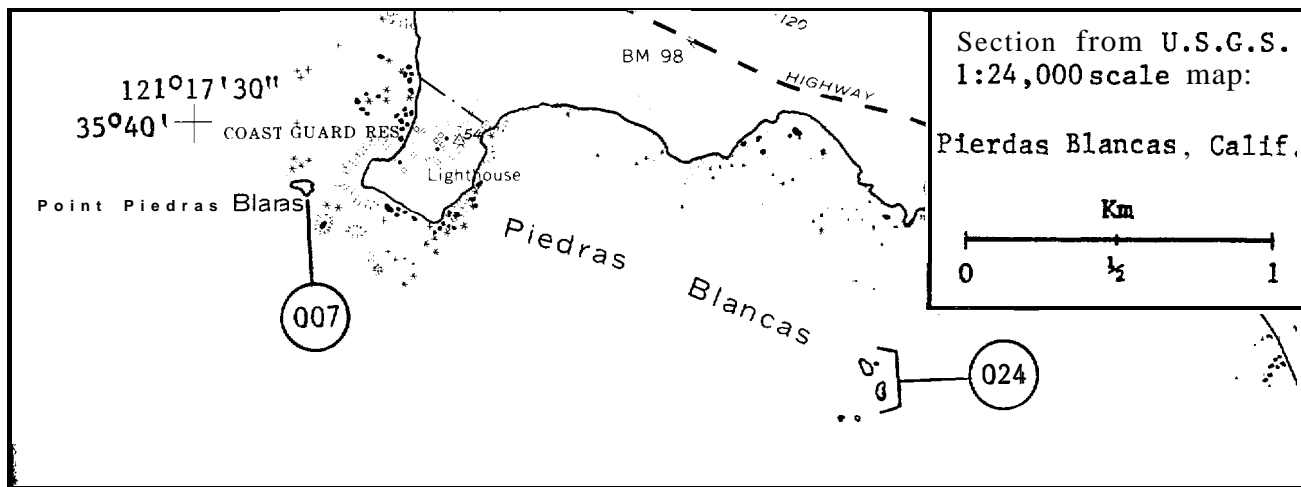 120
BM 98
HIGHWAY
Section from U.S.G.S.
1:24,000 scale map:
Pierdas Blancas, Calif.
Km
0 ½ 1
121°17'30"
35°40'
COAST GUARD RES
54
Lighthouse
Point Piedras Blaras
Piedras Blancas
007
024